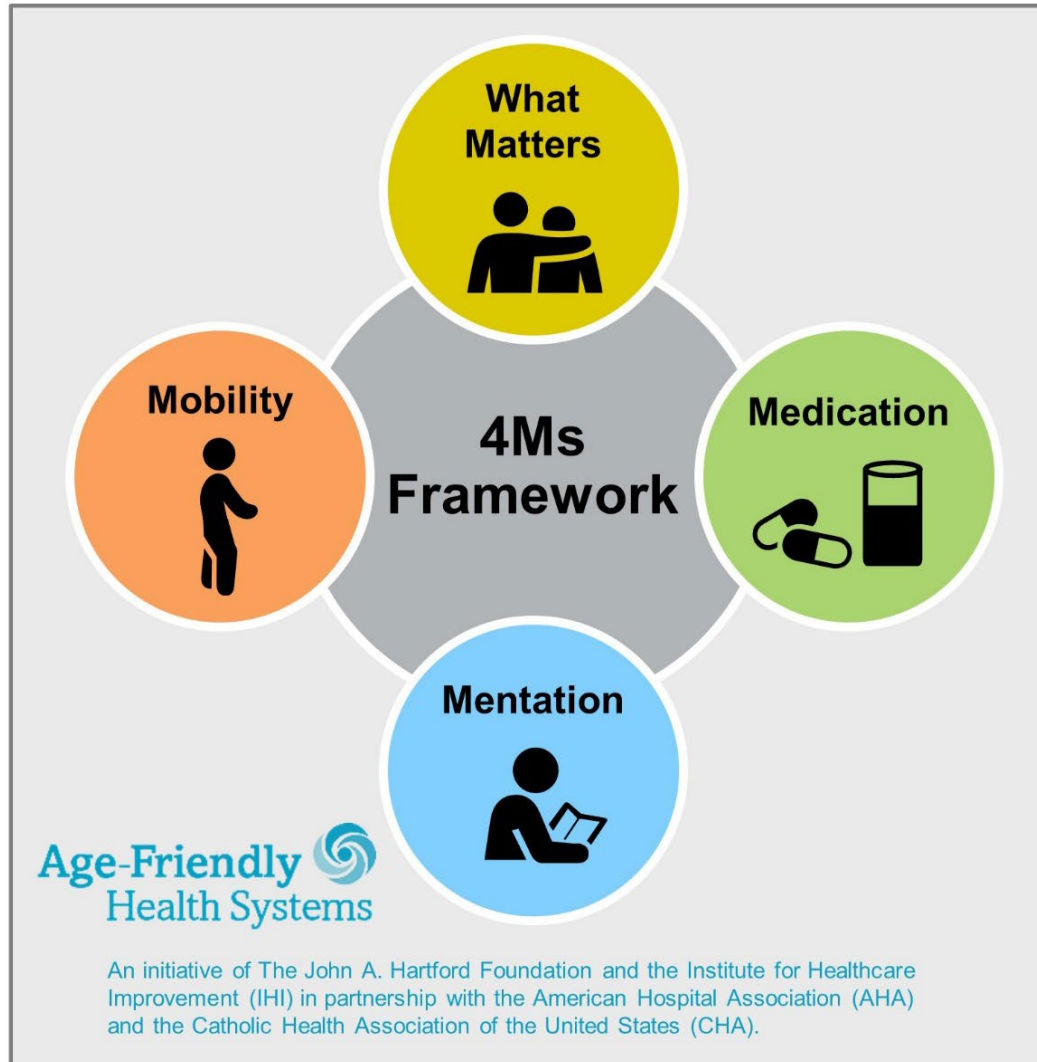 What
Matters
Mobility
4Ms
Framework
Medication
Mentation
Age-Friendly
Health Systems
An initiative of The John A. Hartford Foundation and the Institute for Healthcare
Improvement (IHI) in partnership with the American Hospital Association (AHA)
and the Catholic Health Association of the United States (CHA).